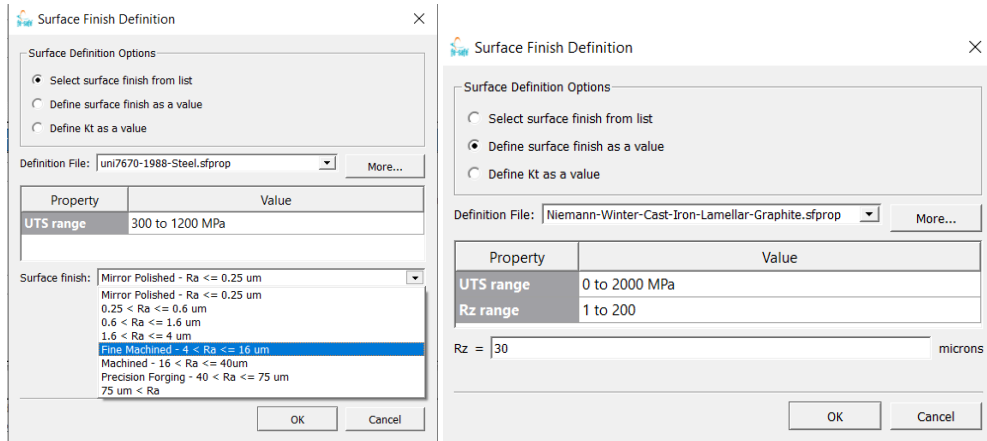 Surface Finish Definition
Surface Definition Options
Select surface finish from list
Define surface finish as a value
Define Kt as a value
Definition File: uni7670-1988-Steel.sfprop More...
Property Value
UTS range 300 to 1200 MPa
Surface finish: Mirror Polished - Ra <= 0.25 um
Mirror Polished - Ra <= 0.25 um
0.25 < Ra <= 0.6 um
0.6 < Ra <= 1.6 um
1.6 < Ra <= 4 um
Fine Machined - 4 < Ra <= 16 um
Machined - 16 < Ra <= 40um
Precision Forging - 40 < Ra <= 75 um
75 um < Ra
OK Cancel
Surface Finish Definition
Surface Definition Options
Select surface finish from list
Define surface finish as a value
Define Kt as a value
Definition File: Niemann-Winter-Cast-Iron-Lamellar-Graphite.sfprop More...
Property Value
UTS range 0 to 2000 MPa
Rz range 1 to 200
Rz = 30 microns
OK Cancel